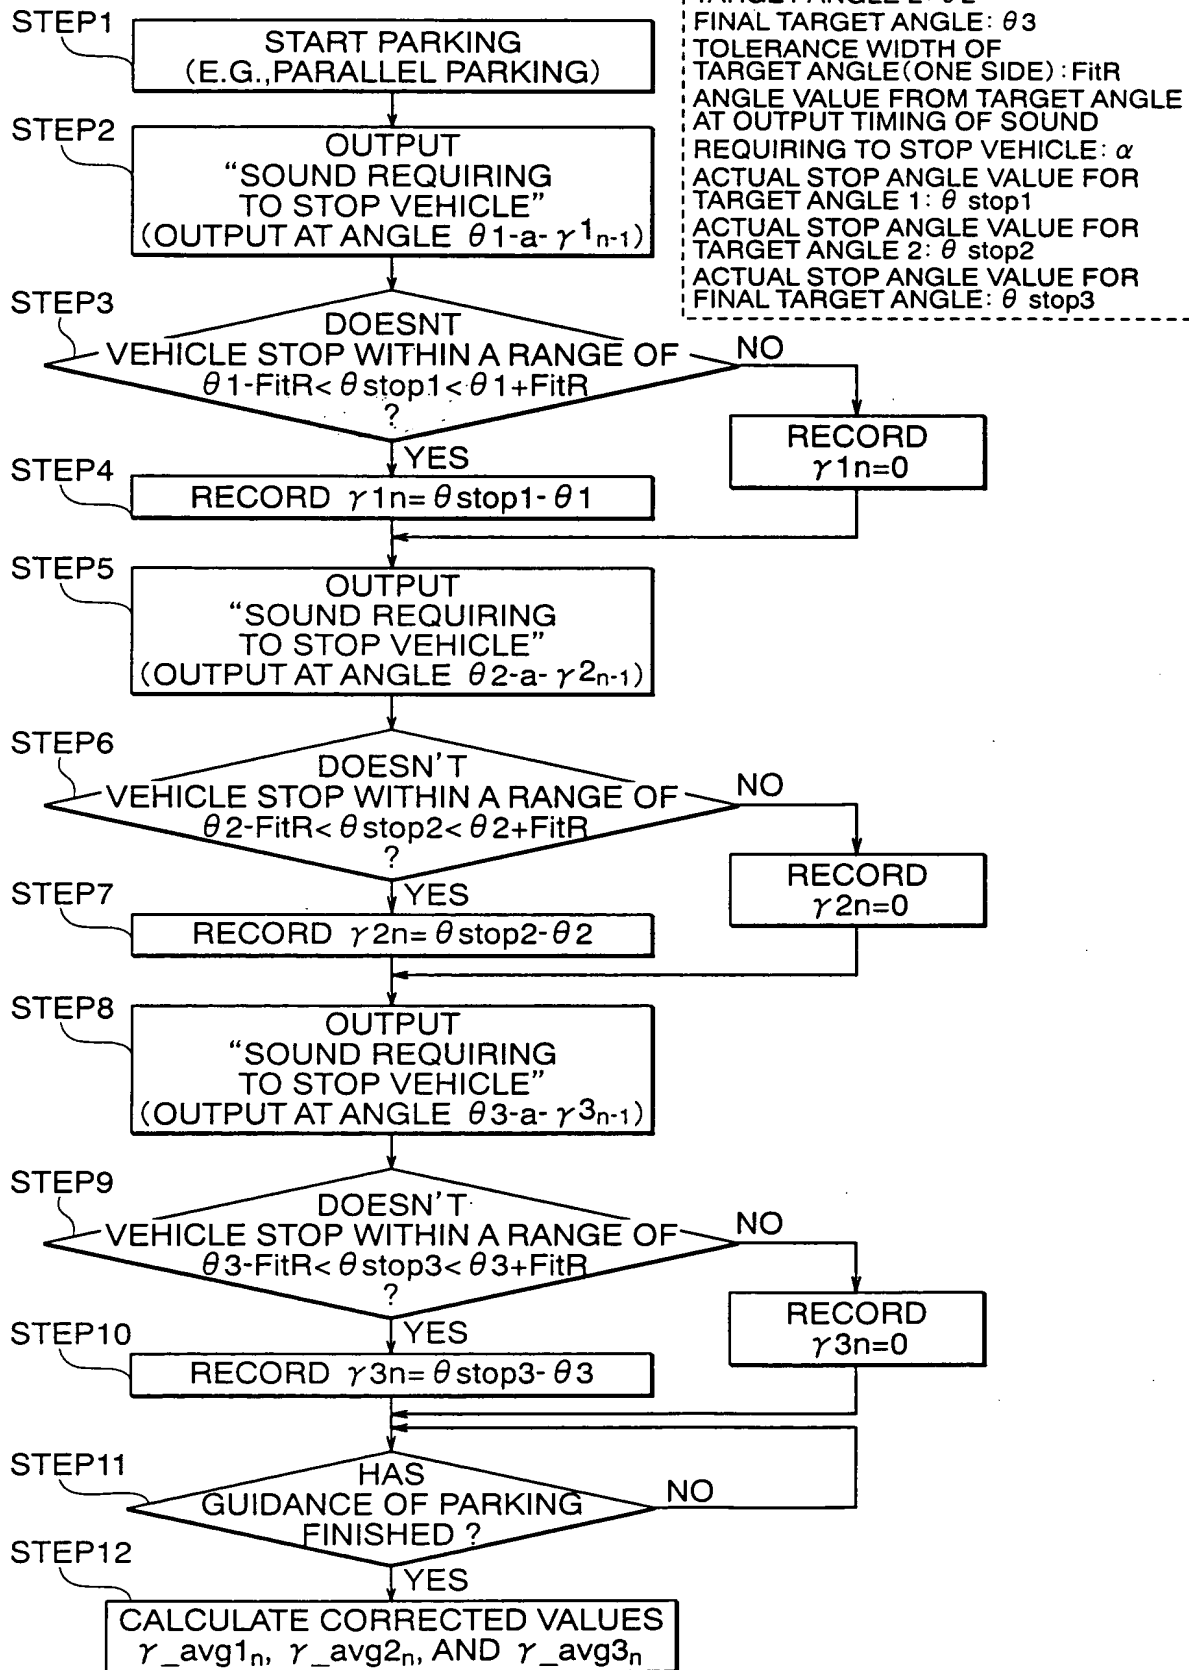 TARGET ANGLE 2: θ2
FINAL TARGET ANGLE: θ3
TOLERANCE WIDTH OF
TARGET ANGLE(ONE SIDE):FitR
ANGLE VALUE FROM TARGET ANGLE
AT OUTPUT TIMING OF SOUND
REQUIRING TO STOP VEHICLE: α
ACTUAL STOP ANGLE VALUE FOR
TARGET ANGLE 1: θ stop1
ACTUAL STOP ANGLE VALUE FOR
TARGET ANGLE 2: θ stop2
ACTUAL STOP ANGLE VALUE FOR
FINAL TARGET ANGLE: θ stop3
STEP1
START PARKING
(E.G.,PARALLEL PARKING)
STEP2
OUTPUT
“SOUND REQUIRING
TO STOP VEHICLE”
(OUTPUT AT ANGLE θ1-a- γ1n-1)
STEP3
DOESNT
VEHICLE STOP WITHIN A RANGE OF
θ1-FitR< θstop1< θ1+FitR
?
NO
YES
RECORD
γ1n=0
STEP4
RECORD γ1n= θstop1- θ1
STEP5
OUTPUT
“SOUND REQUIRING
TO STOP VEHICLE”
(OUTPUT AT ANGLE θ2-a- γ2n-1)
STEP6
DOESN'T
VEHICLE STOP WITHIN A RANGE OF
θ2-FitR< θstop2< θ2+FitR
?
NO
YES
RECORD
γ2n=0
STEP7
RECORD γ2n= θstop2- θ2
STEP8
OUTPUT
“SOUND REQUIRING
TO STOP VEHICLE”
(OUTPUT AT ANGLE θ3-a- γ3n-1)
STEP9
DOESN'T
VEHICLE STOP WITHIN A RANGE OF
θ3-FitR< θstop3< θ3+FitR
?
NO
YES
RECORD
γ3n=0
STEP10
RECORD γ3n= θstop3- θ3
STEP11
HAS
GUIDANCE OF PARKING
FINISHED ?
NO
YES
STEP12
CALCULATE CORRECTED VALUES
γ_avg1n, γ_avg2n, AND γ_avg3n